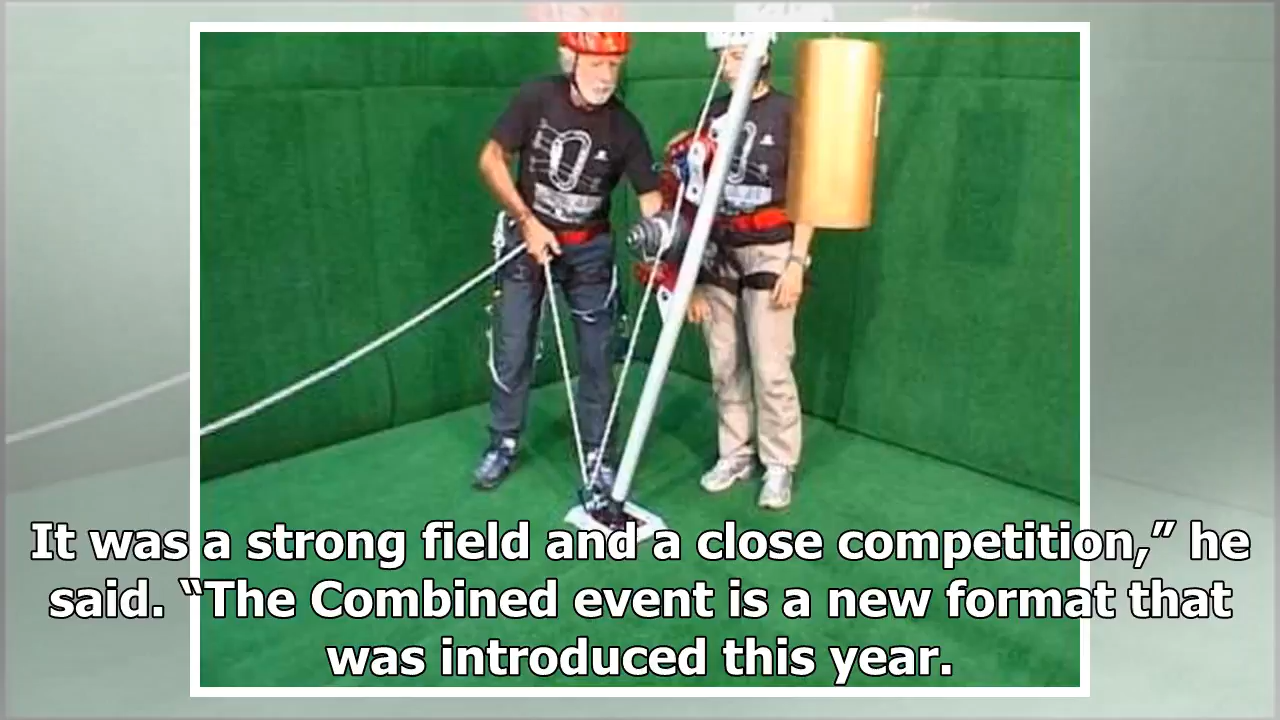 It was a strong field and a close competition,” he
said. “The Combined event is a new format that
was introduced this year.